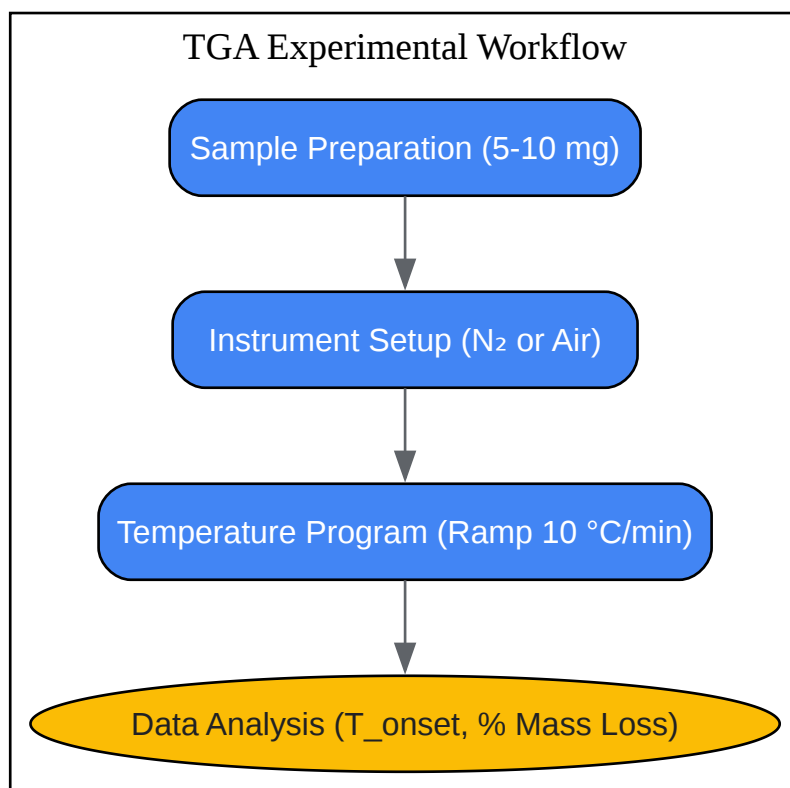 TGA Experimental Workflow
Sample Preparation (5-10 mg)
Instrument Setup (N₂ or Air)
Temperature Program (Ramp 10 °C/min)
Data Analysis (T_onset, % Mass Loss)